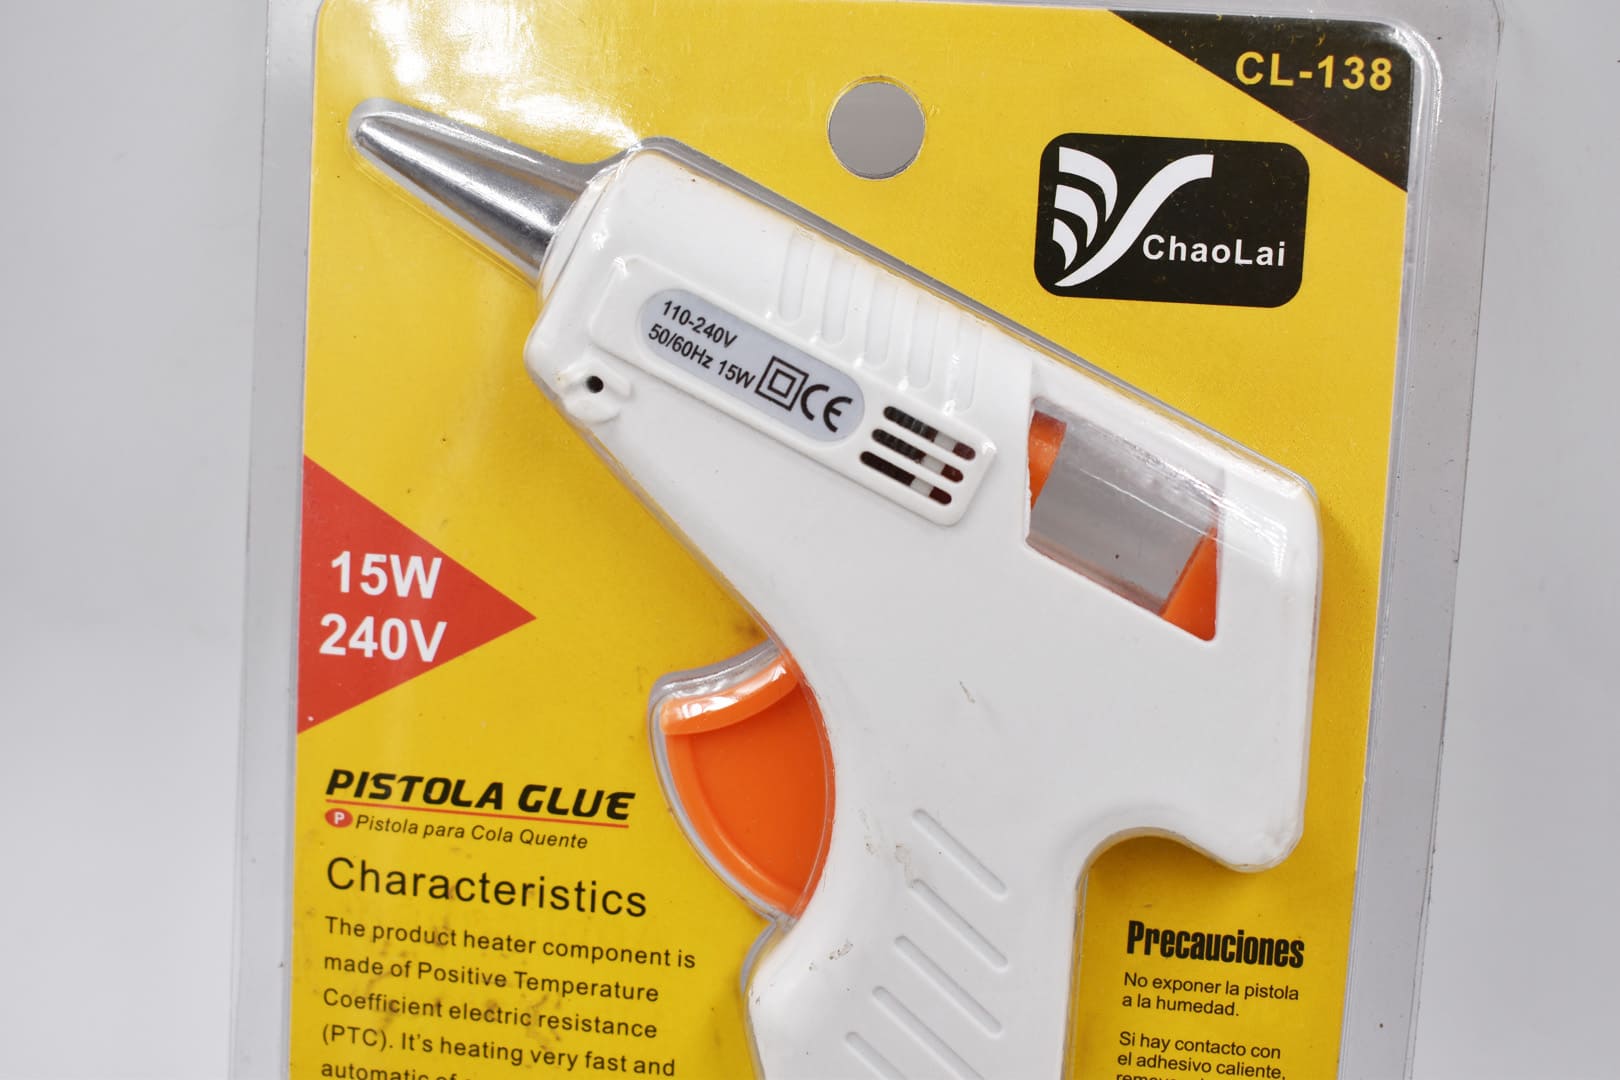 CL-138
ChaoLai
110-240V
50/60Hz 15W
CE
15W
240V
PISTOLA GLUE
P Pistola para Cola Quente
Characteristics
The product heater component is
made of Positive Temperature
Coefficient electric resistance
(PTC). It's heating very fast and
automatic
Precauciones
No exponer la pistola
a la humedad.
Si hay contacto con
el adhesivo caliente,